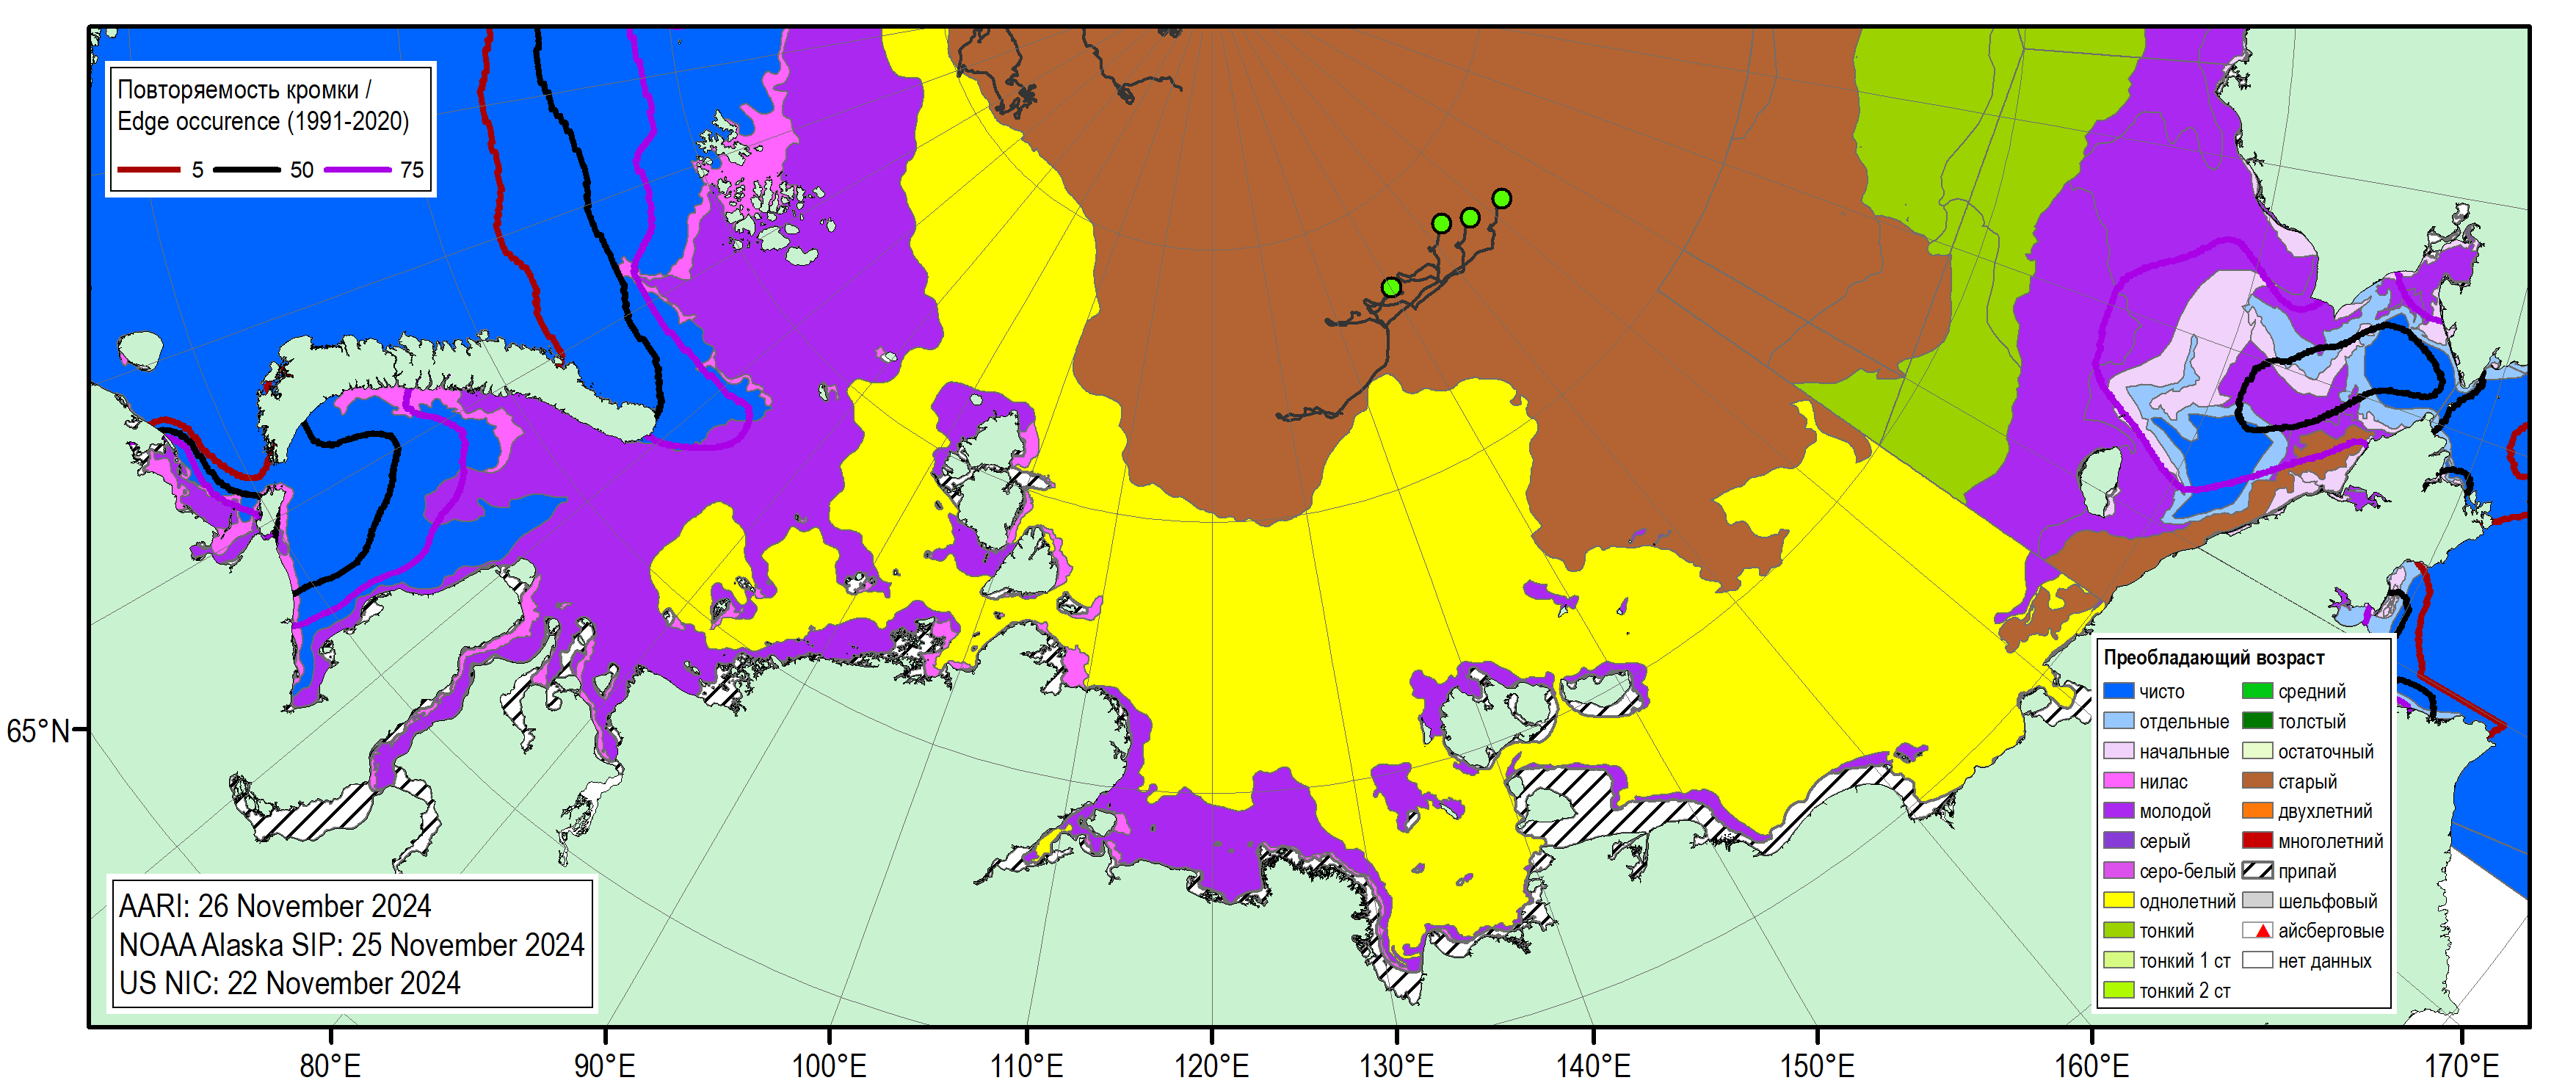 Повторяемость кромки /
Edge occurence (1991-2020)
5 50 75
65°N
AARI: 26 November 2024
NOAA Alaska SIP: 25 November 2024
US NIC: 22 November 2024
Преобладающий возраст
чисто
отдельные
начальные
нилас
молодой
серый
серо-белый
однолетний
тонкий
тонкий 1 ст
тонкий 2 ст
средний
толстый
остаточный
старый
двухлетний
многолетний
припай
шельфовый
айсберговые
нет данных
80°E 90°E 100°E 110°E 120°E 130°E 140°E 150°E 160°E 170°E